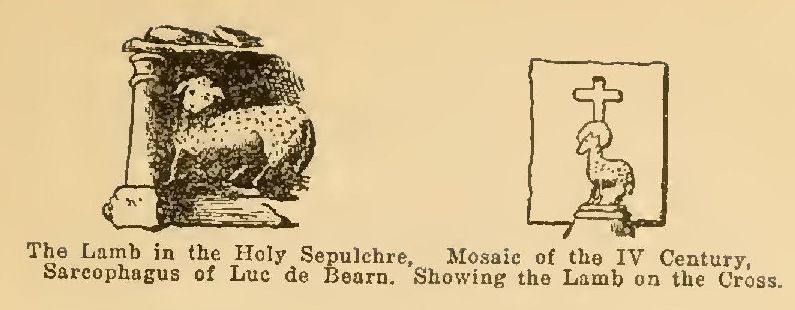 The Lamb in the Holy Sepulchre,
Sarcophagus of Luc de Bearn.
Mosaic of the IV Century,
Showing the Lamb on the Cross.